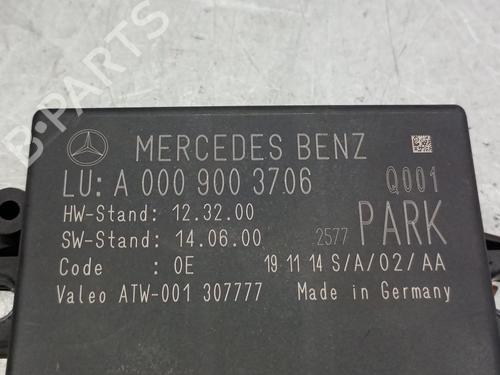 B-PARTS
MERCEDES BENZ
LU: A 000 900 3706 Q001
HW-Stand: 12.32.00
SW-Stand: 14.06.00 2577 PARK
Code : 0E 19 11 14 S/A/02/AA
Valeo ATW-001 307777 Made in Germany